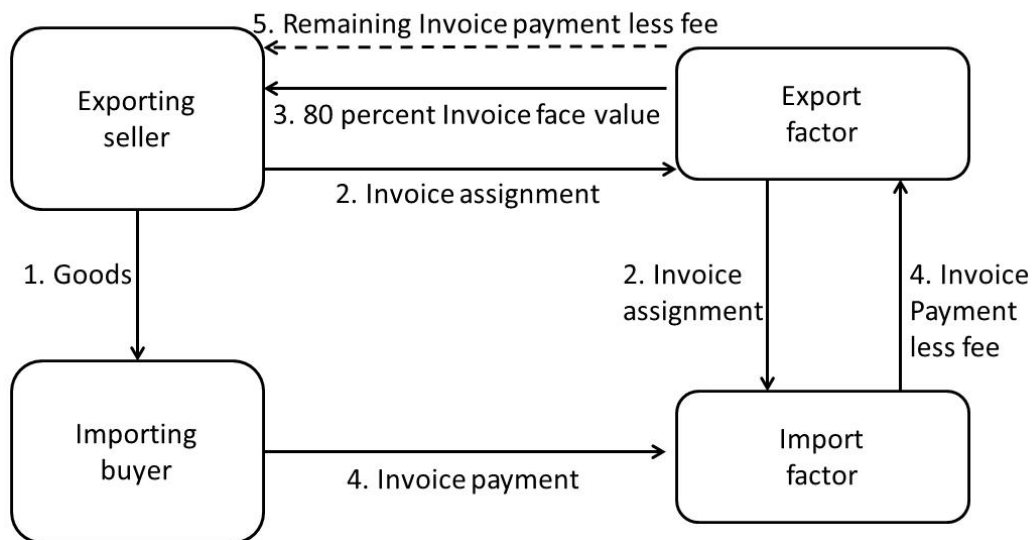 5. Remaining Invoice payment less fee
Exporting
seller
3. 80 percent Invoice face value
Export
factor
2. Invoice assignment
1. Goods
2. Invoice
assignment
4. Invoice
Payment
less fee
Importing
buyer
4. Invoice payment
Import
factor